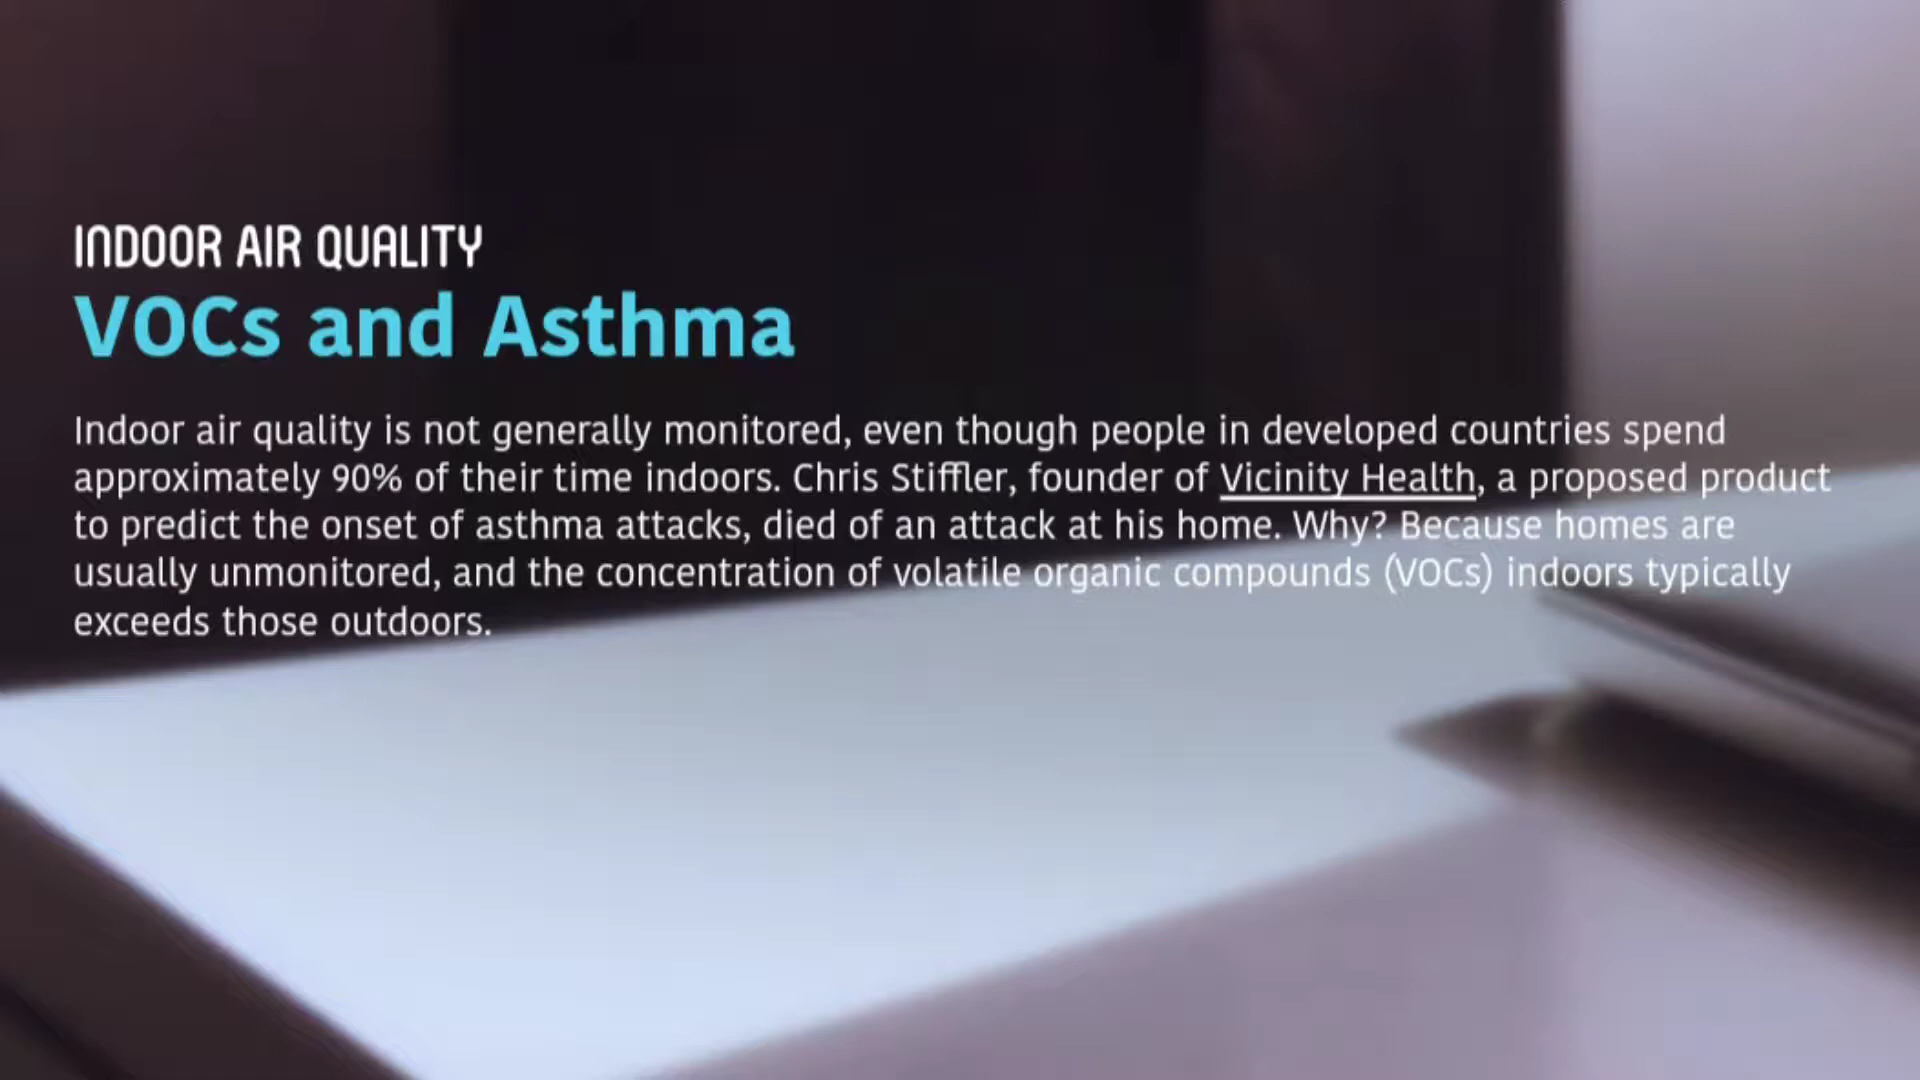 INDOOR AIR QUALITY
VOCs and Asthma
Indoor air quality is not generally monitored, even though people in developed countries spend
approximately 90% of their time indoors. Chris Stiffler, founder of Vicinity Health, a proposed product
to predict the onset of asthma attacks, died of an attack at his home. Why? Because homes are
usually unmonitored, and the concentration of volatile organic compounds (VOCs) indoors typically
exceeds those outdoors.